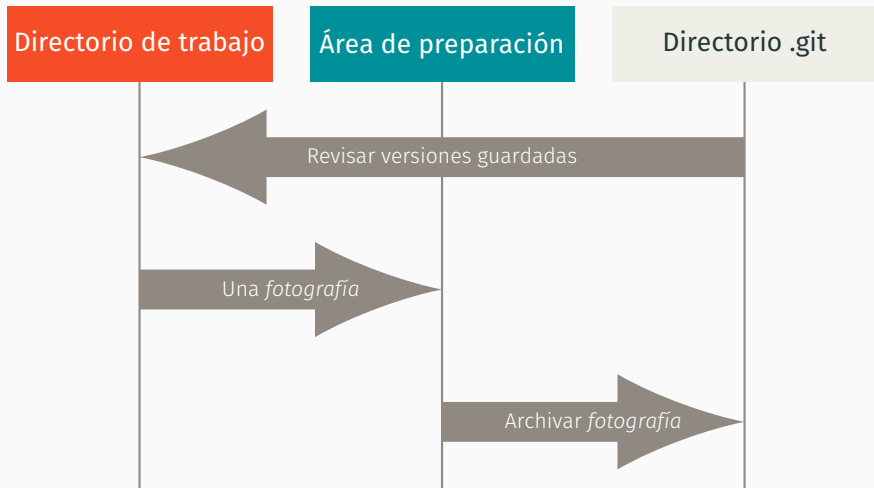 Directorio de trabajo
Área de preparación
Directorio .git
Revisar versiones guardadas
Una fotografía
Archivar fotografía